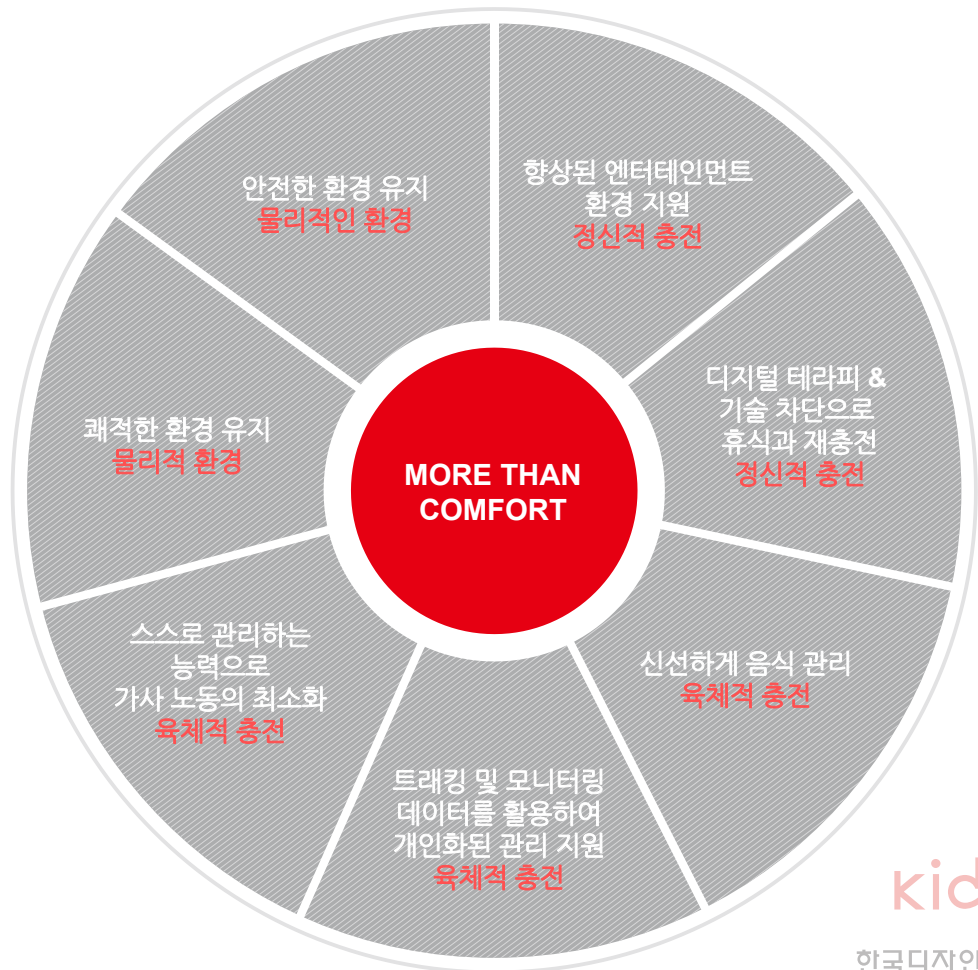 안전한 환경 유지
물리적인 환경
향상된 엔터테인먼트
환경 지원
정신적 충전
디지털 테라피 &
기술 차단으로
휴식과 재충전
정신적 충전
쾌적한 환경 유지
물리적 환경
MORE THAN
COMFORT
스스로 관리하는
능력으로
가사 노동의 최소화
육체적 충전
신선하게 음식 관리
육체적 충전
트래킹 및 모니터링
데이터를 활용하여
개인화된 관리 지원
육체적 충전
kid
한국디자인